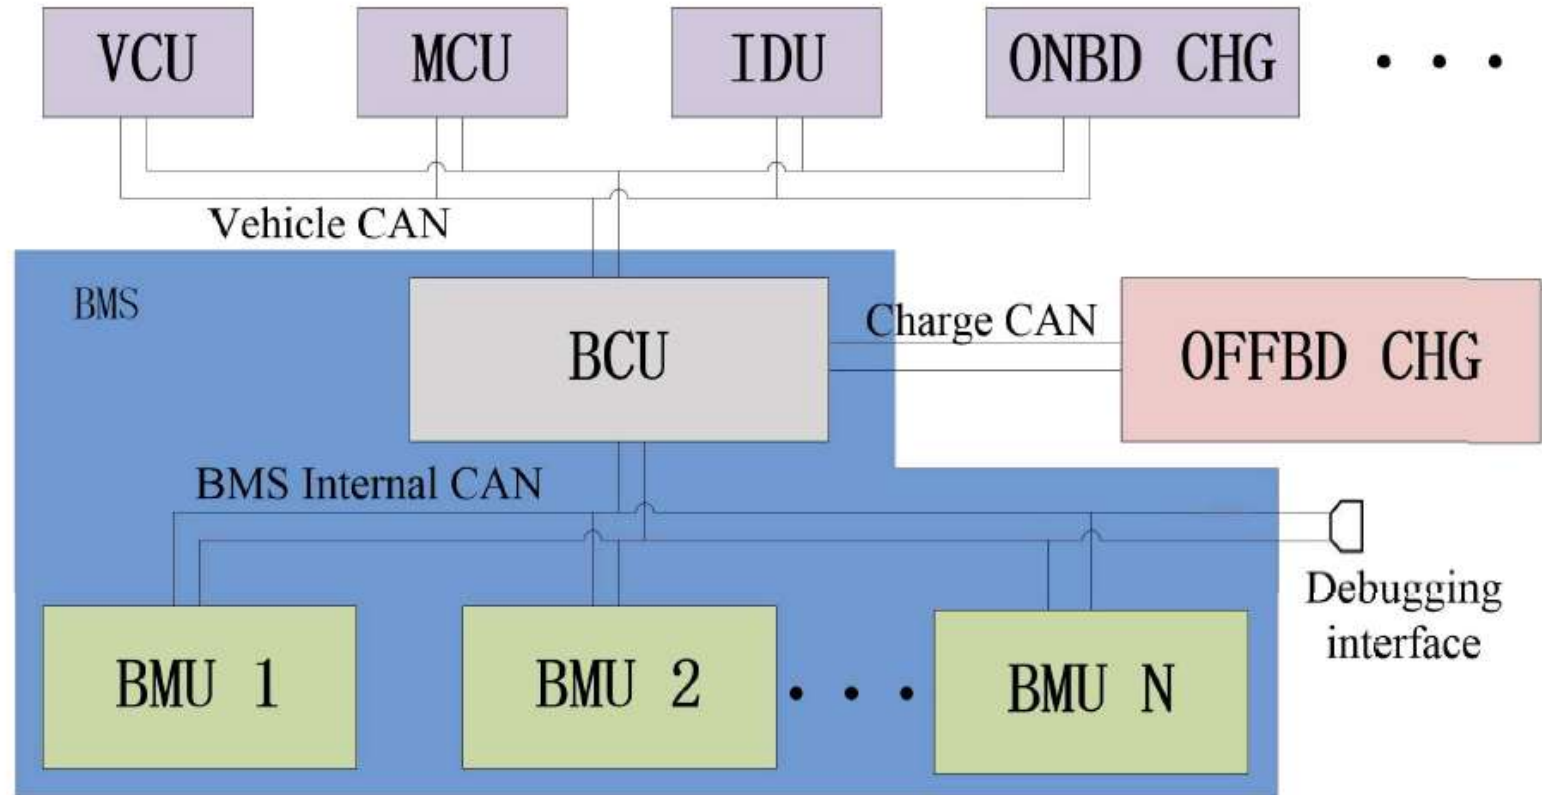 VCU
MCU
IDU
ONBD CHG
Vehicle CAN
BMS
BCU
Charge CAN
OFFBD CHG
BMS Internal CAN
Debugging
interface
BMU 1
BMU 2
BMU N